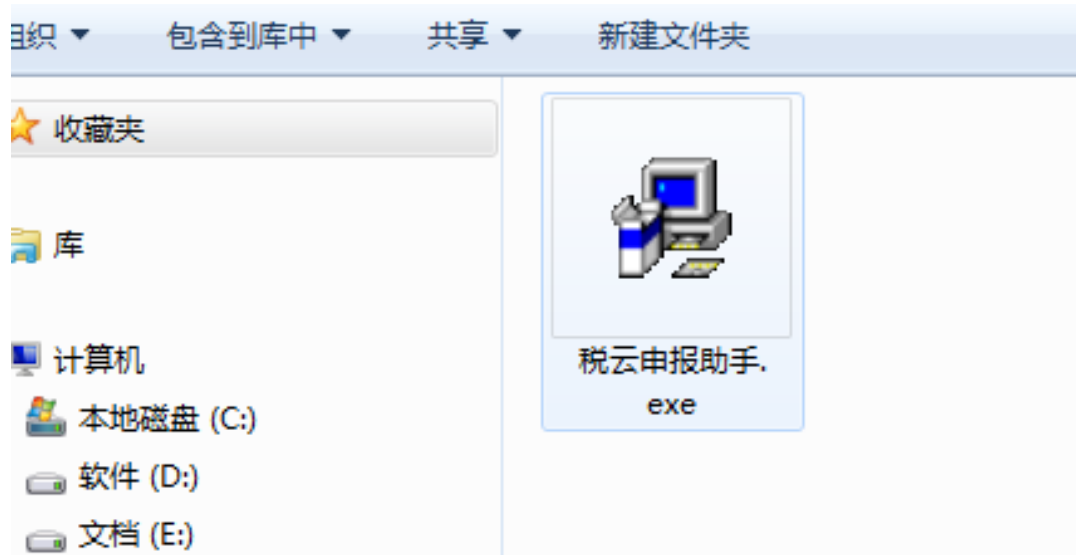 组织 包含到库中 共享 新建文件夹
收藏夹
库
计算机
本地磁盘 (C:)
软件 (D:)
文档 (E:)
税云申报助手.
exe